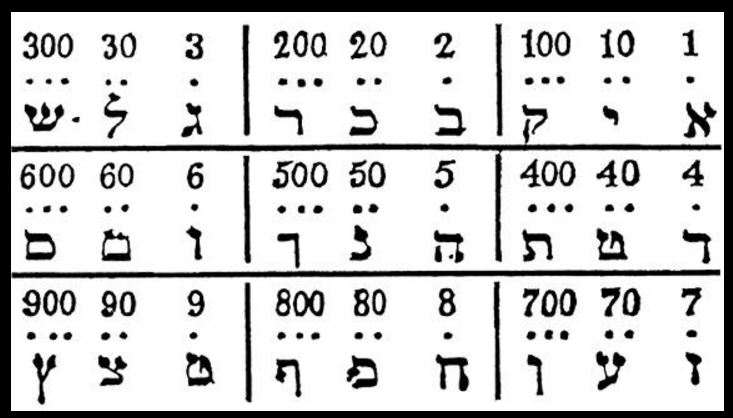 300 30 3 200 20 2 100 10 1
א י ק ב כ ר ג ל ש
600 60 6 500 50 5 400 40 4
ד ט ת ה נ ך ו ם
900 90 9 800 80 8 700 70 7
ז ע ן ח פ ף ט צ ץ